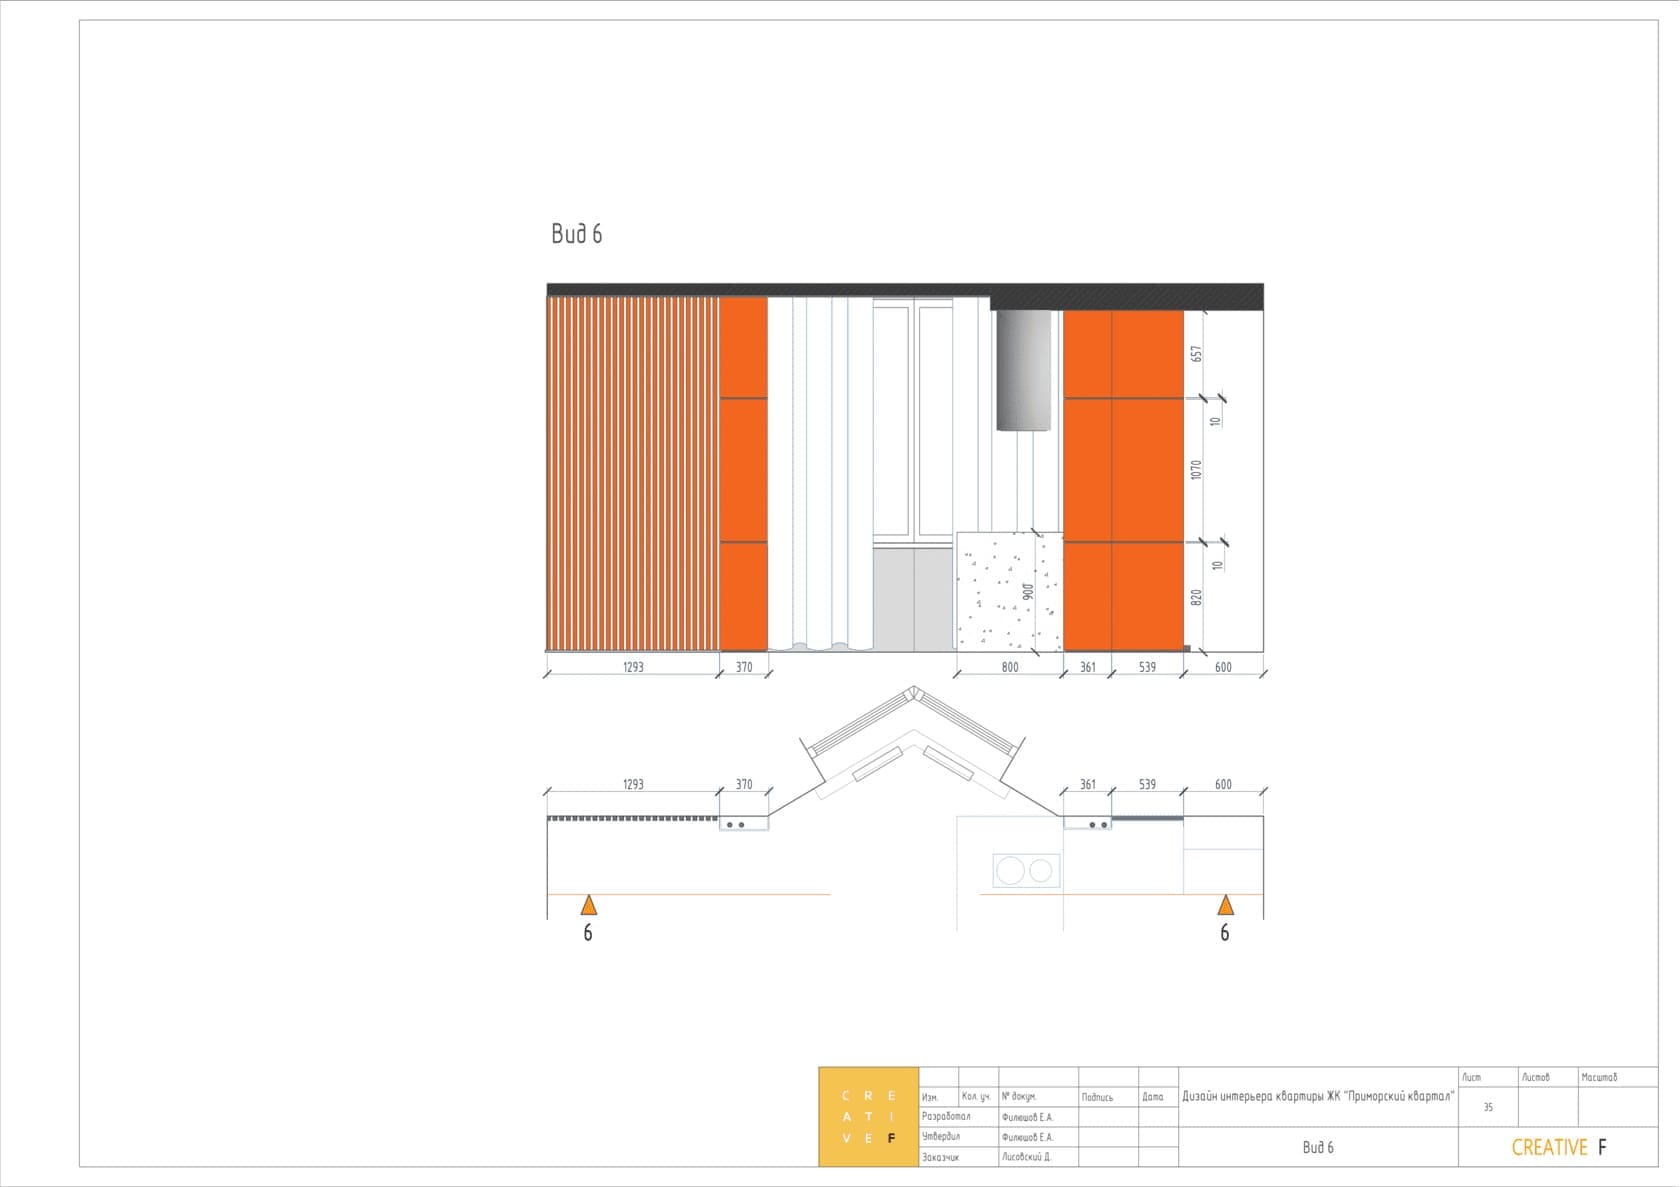 Вид 6
657
10
1070
10
820
900
1293 370 800 361 539 600
1293 370 361 539 600
6 6
C R E
A T I
V E F
Изм. Кол. уч. № докум. Подпись Дата
Разработал Филюшов Е.А.
Утвердил Филюшов Е.А.
Заказчик Лисовский Д.
Дизайн интерьера квартиры ЖК "Приморский квартал"
Вид 6
Лист Листов Масштаб
35
CREATIVE F